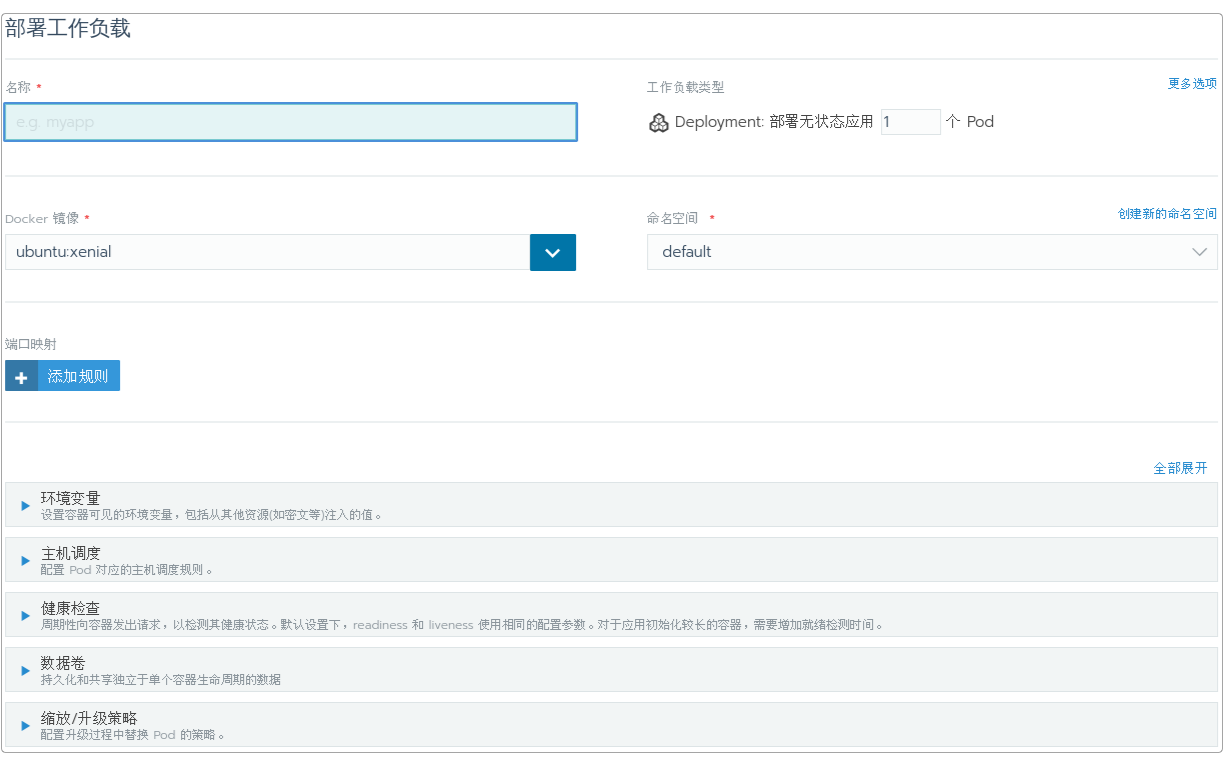 部署工作负载
名称 *
工作负载类型
更多选项
e.g. myapp
Deployment: 部署无状态应用 1 个 Pod
Docker 镜像 *
命名空间 *
创建新的命名空间
ubuntu:xenial
default
端口映射
添加规则
全部展开
环境变量
设置容器可见的环境变量，包括从其他资源(如密文等)注入的值。
主机调度
配置 Pod 对应的主机调度规则。
健康检查
周期性向容器发出请求，以检测其健康状态。默认设置下，readiness 和 liveness 使用相同的配置参数。对于应用初始化较长的容器，需要增加就绪检测时间。
数据卷
持久化和共享独立于单个容器生命周期的数据
缩放/升级策略
配置升级过程中替换 Pod 的策略。